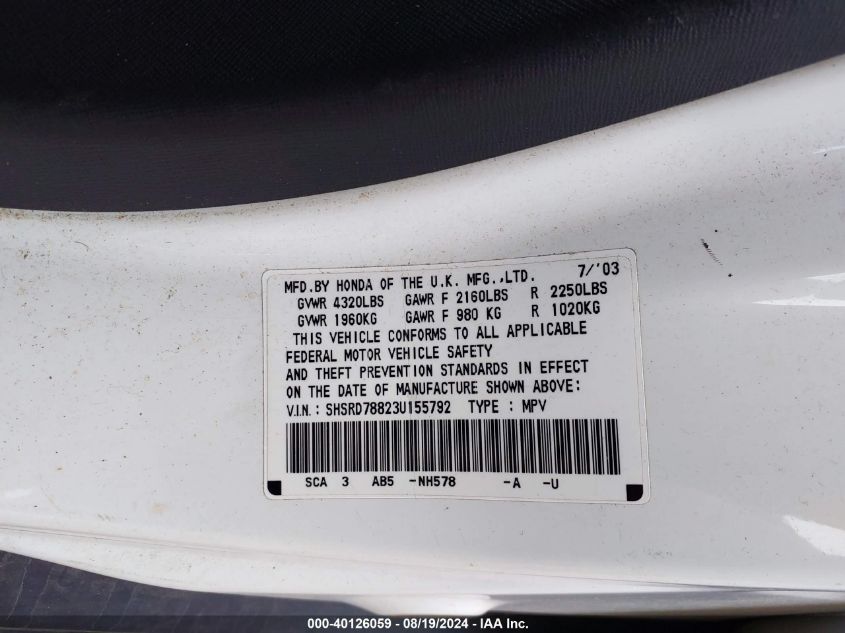 MFD.BY HONDA OF THE U.K. MFG.,LTD. 7/'03
GVWR 4320LBS GAWR F 2160LBS R 2250LBS
GVWR 1960KG GAWR F 980 KG R 1020KG
THIS VEHICLE CONFORMS TO ALL APPLICABLE
FEDERAL MOTOR VEHICLE SAFETY
AND THEFT PREVENTION STANDARDS IN EFFECT
ON THE DATE OF MANUFACTURE SHOWN ABOVE:
V.I.N.: SHSRD78823U155792 TYPE : MPV
SCA 3 AB5 -NH578 -A -U
000-40126059 - 08/19/2024 - IAA Inc.